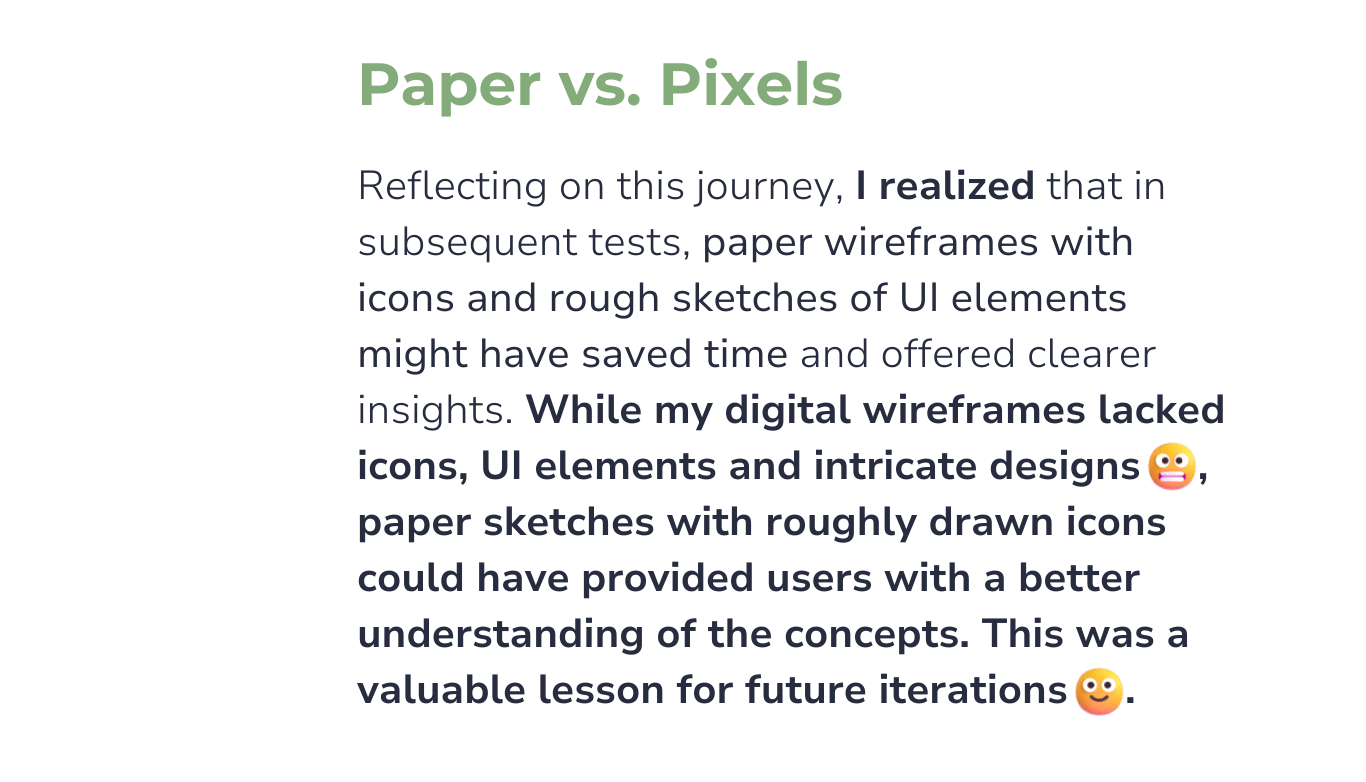 Paper vs. Pixels
Reflecting on this journey, I realized that in
subsequent tests, paper wireframes with
icons and rough sketches of UI elements
might have saved time and offered clearer
insights. While my digital wireframes lacked
icons, UI elements and intricate designs😬,
paper sketches with roughly drawn icons
could have provided users with a better
understanding of the concepts. This was a
valuable lesson for future iterations🙂.